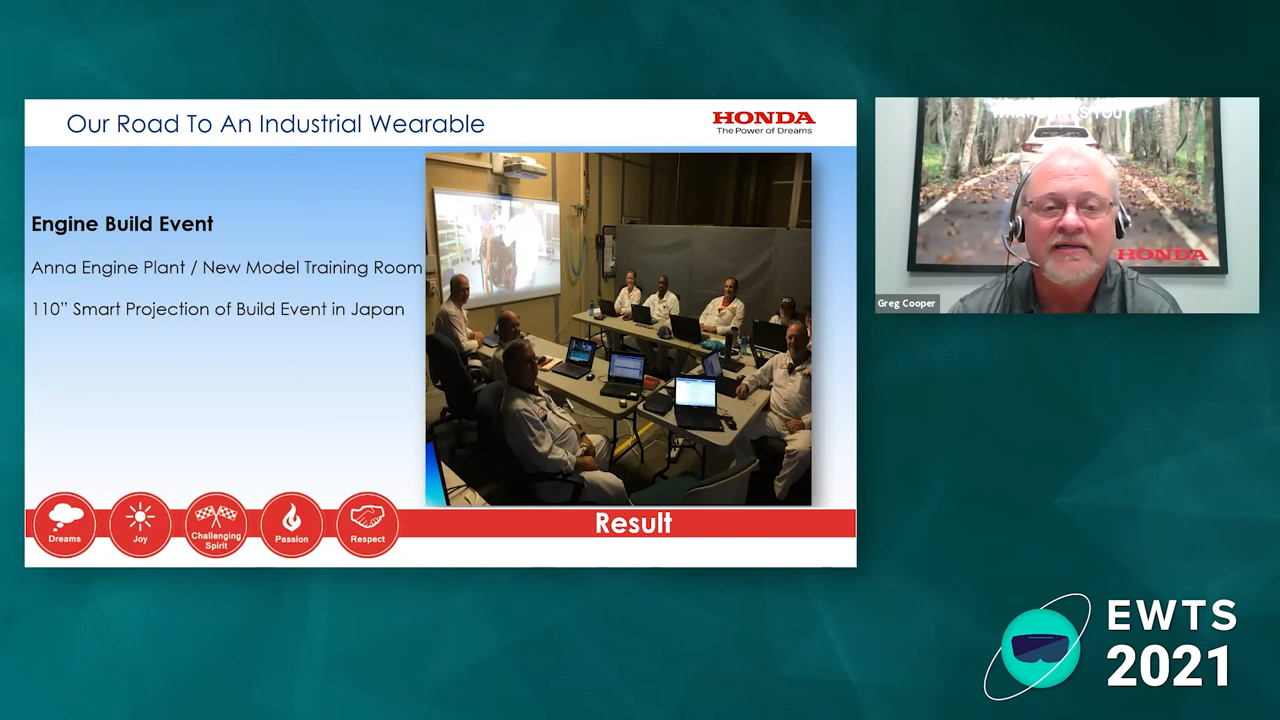 Our Road To An Industrial Wearable
HONDA
The Power of Dreams
Engine Build Event
Anna Engine Plant / New Model Training Room
110” Smart Projection of Build Event in Japan
Dreams
Joy
Challenging
Spirit
Passion
Respect
Result
HONDA
Greg Cooper
EWTS
2021